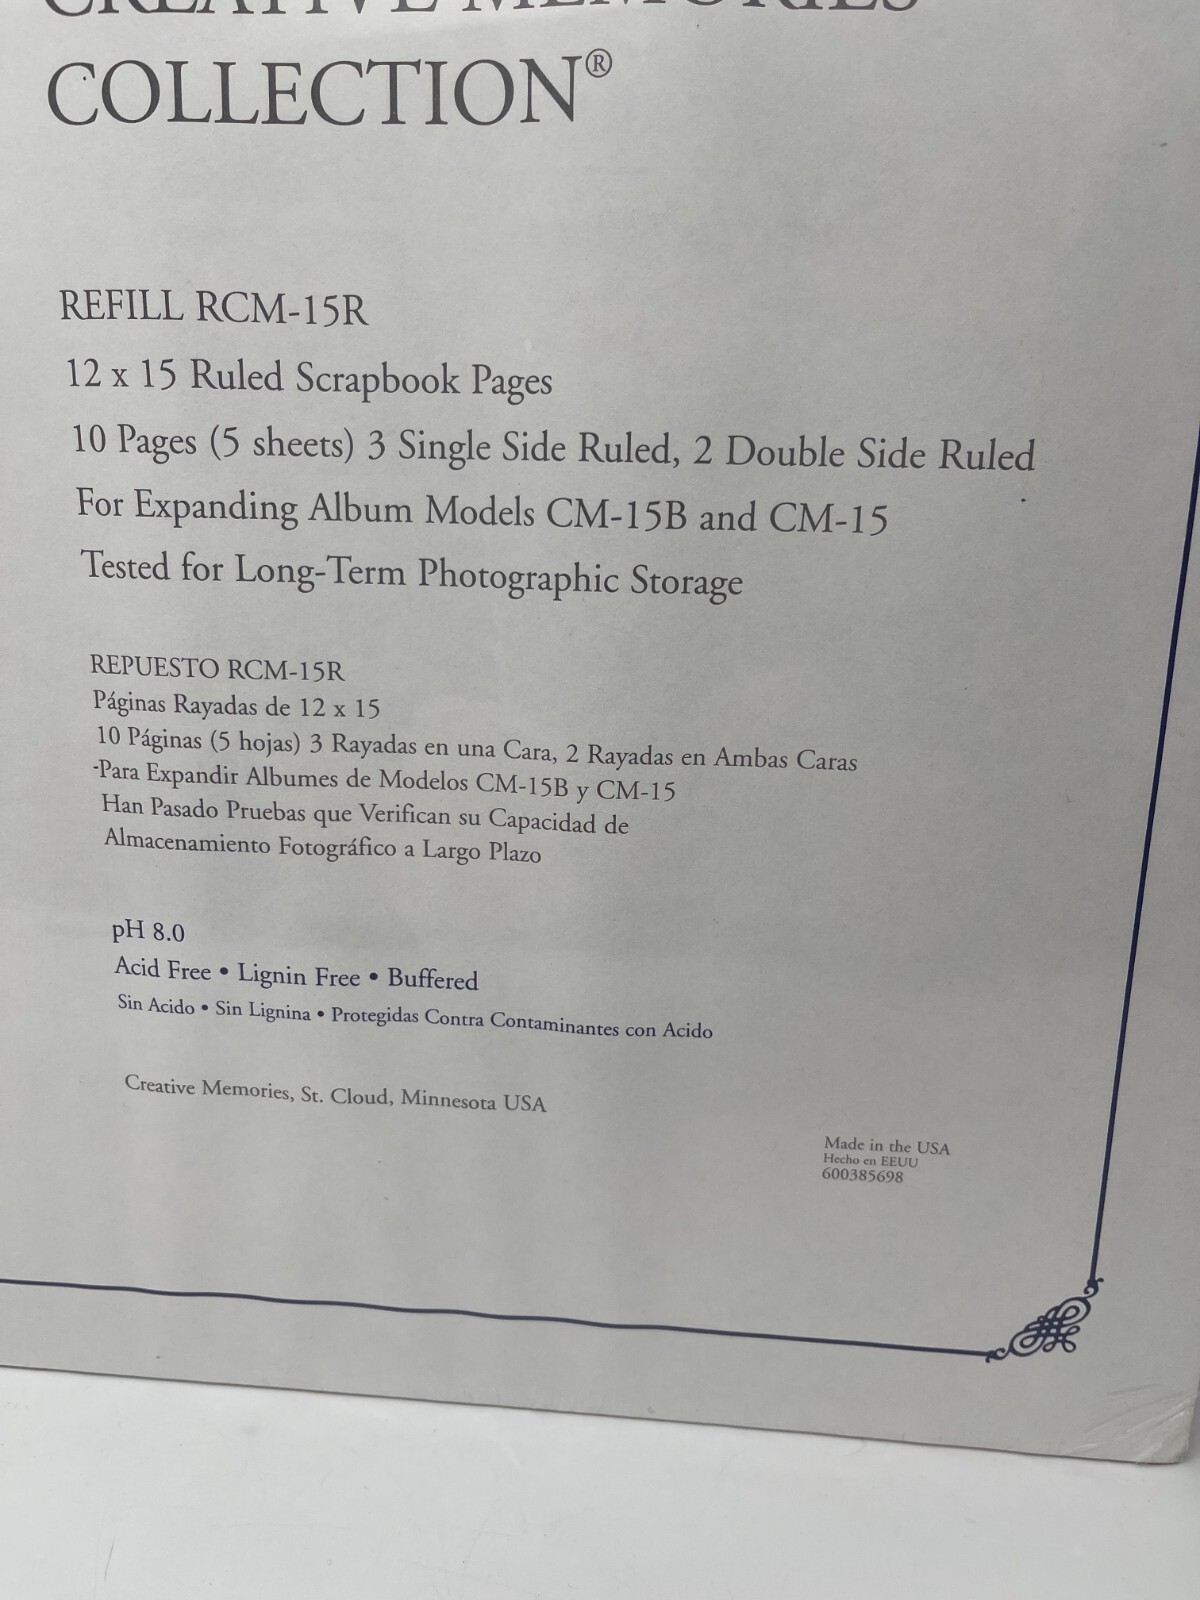 CREATIVE MEMORIES
COLLECTION®
REFILL RCM-15R
12 x 15 Ruled Scrapbook Pages
10 Pages (5 sheets) 3 Single Side Ruled, 2 Double Side Ruled
For Expanding Album Models CM-15B and CM-15
Tested for Long-Term Photographic Storage
REPUESTO RCM-15R
Páginas Rayadas de 12 x 15
10 Páginas (5 hojas) 3 Rayadas en una Cara, 2 Rayadas en Ambas Caras
-Para Expandir Albumes de Modelos CM-15B y CM-15
Han Pasado Pruebas que Verifican su Capacidad de
Almacenamiento Fotográfico a Largo Plazo
pH 8.0
Acid Free • Lignin Free • Buffered
Sin Acido • Sin Lignina • Protegidas Contra Contaminantes con Acido
Creative Memories, St. Cloud, Minnesota USA
Made in the USA
Hecho en EEUU
600385698